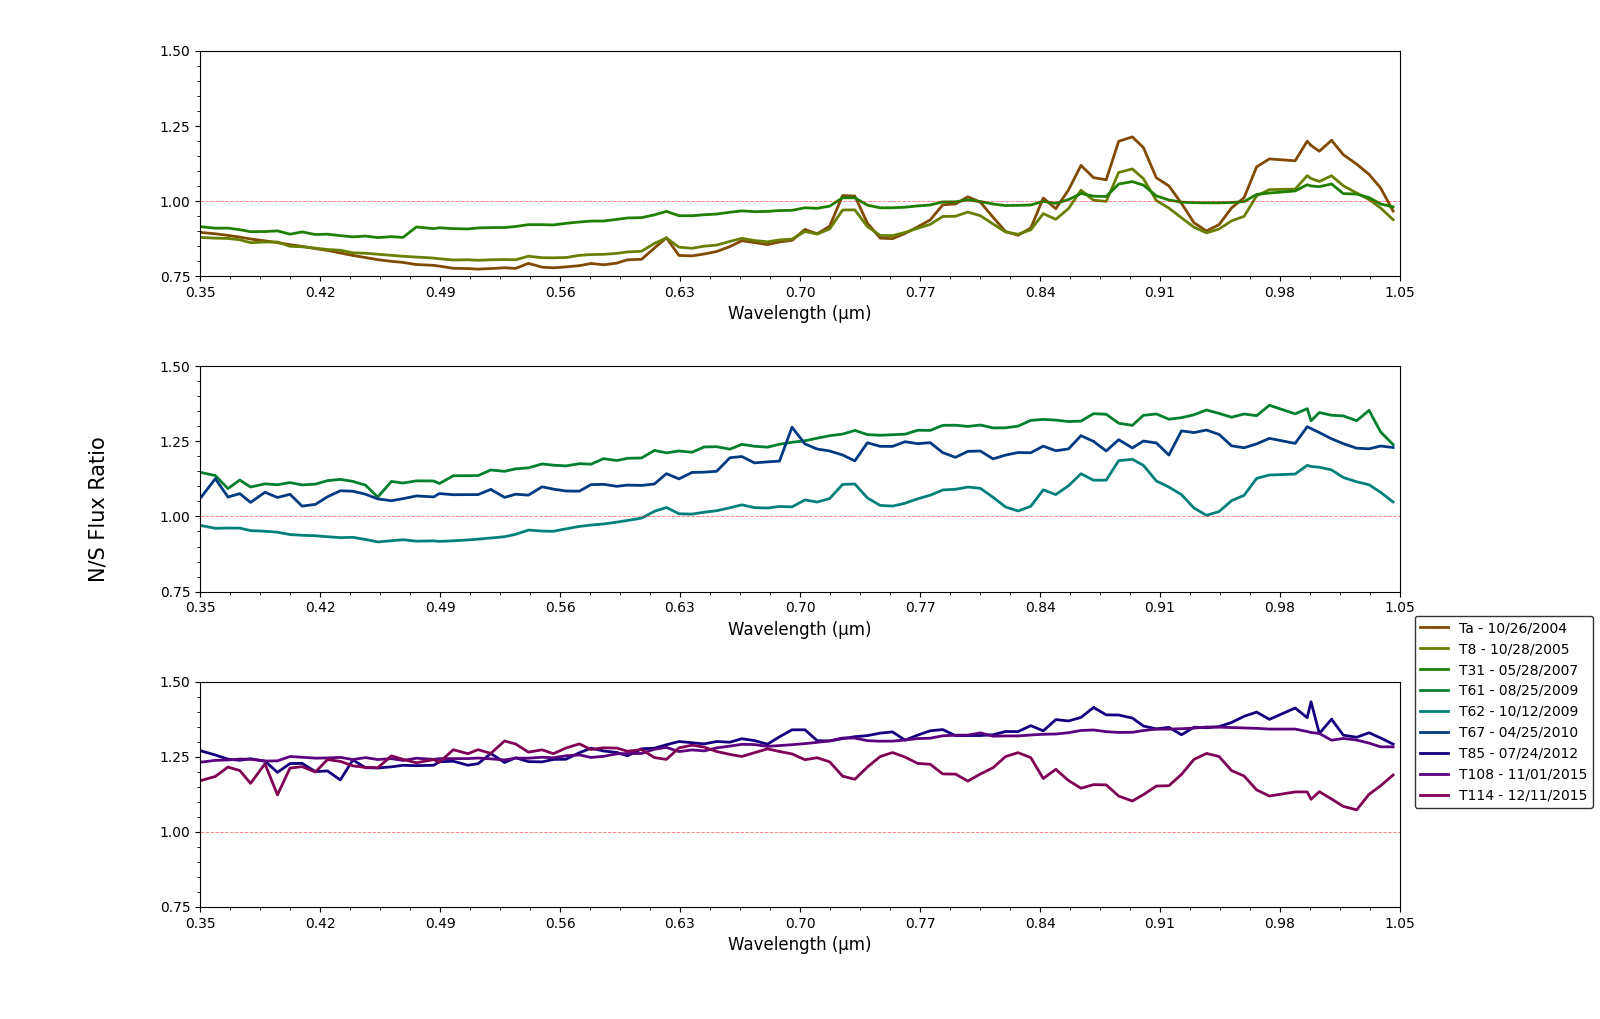 1.50
1.25
1.00
0.75
0.35 0.42 0.49 0.56 0.63 0.70 0.77 0.84 0.91 0.98 1.05
Wavelength (μm)
N/S Flux Ratio
1.50
1.25
1.00
0.75
0.35 0.42 0.49 0.56 0.63 0.70 0.77 0.84 0.91 0.98 1.05
Wavelength (μm)
1.50
1.25
1.00
0.75
0.35 0.42 0.49 0.56 0.63 0.70 0.77 0.84 0.91 0.98 1.05
Wavelength (μm)
Ta - 10/26/2004
T8 - 10/28/2005
T31 - 05/28/2007
T61 - 08/25/2009
T62 - 10/12/2009
T67 - 04/25/2010
T85 - 07/24/2012
T108 - 11/01/2015
T114 - 12/11/2015